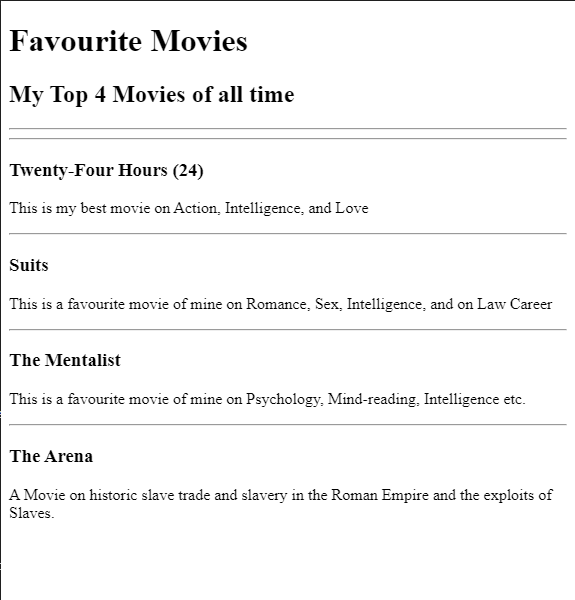 Favourite Movies
My Top 4 Movies of all time
Twenty-Four Hours (24)
This is my best movie on Action, Intelligence, and Love
Suits
This is a favourite movie of mine on Romance, Sex, Intelligence, and on Law Career
The Mentalist
This is a favourite movie of mine on Psychology, Mind-reading, Intelligence etc.
The Arena
A Movie on historic slave trade and slavery in the Roman Empire and the exploits of
Slaves.